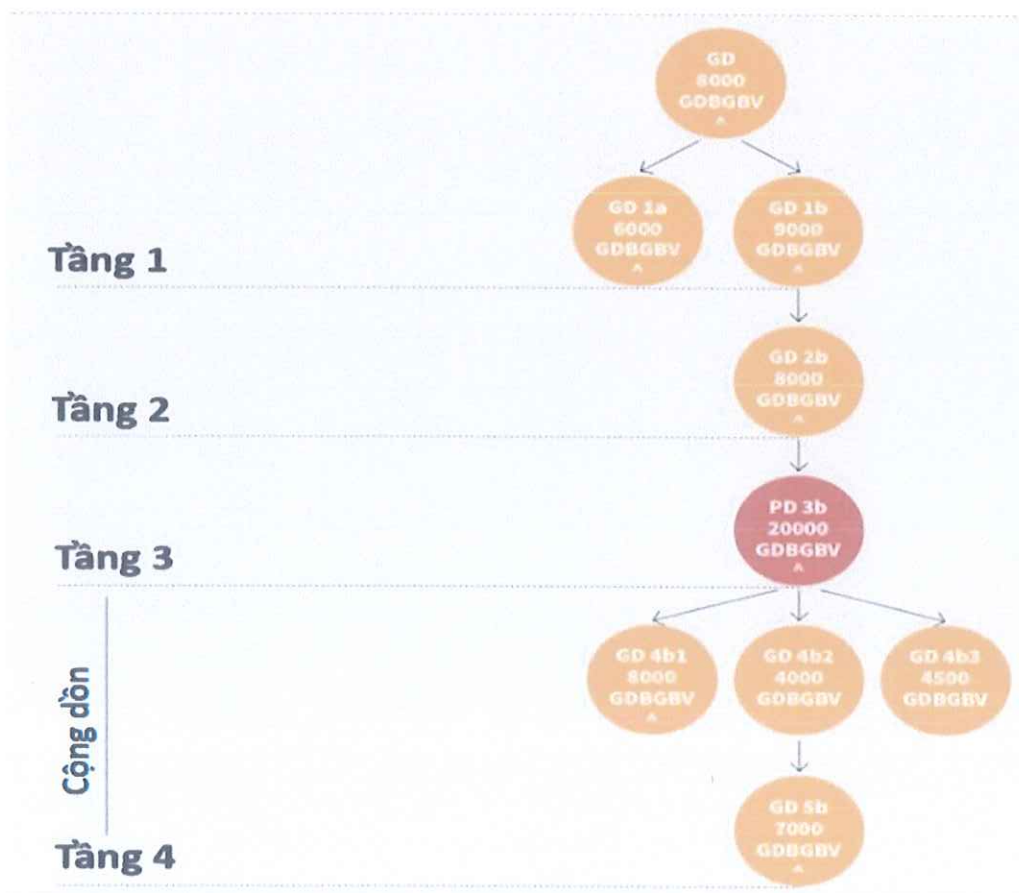 GD
8000
GDBGBV
^
GD 1a
6000
GDBGBV
^
GD 1b
9000
GDBGBV
^
Tầng 1
GD 2b
8000
GDBGBV
^
Tầng 2
PD 3b
20000
GDBGBV
^
Tầng 3
GD 4b1
8000
GDBGBV
^
GD 4b2
4000
GDBGBV
GD 4b3
4500
GDBGBV
Cộng dồn
GD 5b
7000
GDBGBV
^
Tầng 4